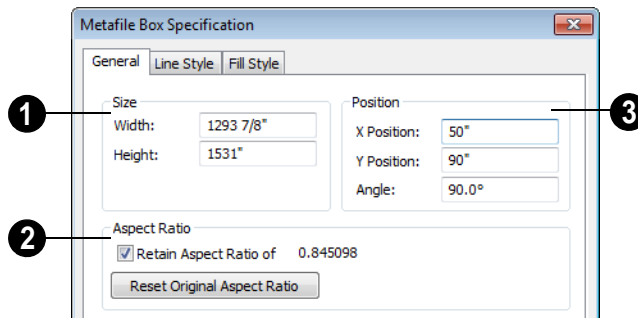 Metafile Box Specification
General Line Style Fill Style
1
Size
Width: 1293 7/8"
Height: 1531"
Position
3
X Position: 50"
Y Position: 90"
Angle: 90.0°
2
Aspect Ratio
Retain Aspect Ratio of 0.845098
Reset Original Aspect Ratio